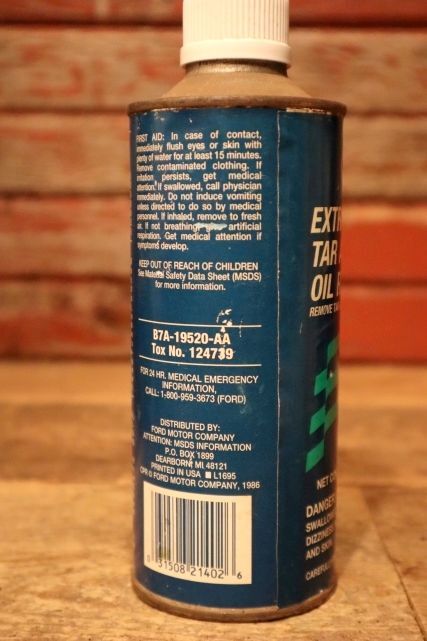 FIRST AID: In case of contact,
immediately flush eyes or skin with
plenty of water for at least 15 minutes.
Remove contaminated clothing. If
irritation persists, get medical
attention. If swallowed, call physician
immediately. Do not induce vomiting
unless directed to do so by medical
personnel. If inhaled, remove to fresh
air. If not breathing, give artificial
respiration. Get medical attention if
symptoms develop.
KEEP OUT OF REACH OF CHILDREN
See Material Safety Data Sheet (MSDS)
for more information.
B7A-19520-AA
Tox No. 124739
FOR 24 HR. MEDICAL EMERGENCY
INFORMATION,
CALL: 1-800-959-3673 (FORD)
DISTRIBUTED BY:
FORD MOTOR COMPANY
ATTENTION: MSDS INFORMATION
P.O. BOX 1899
DEARBORN MI 48121
PRINTED IN USA ■ L1695
CPR © FORD MOTOR COMPANY, 1986
0 31508 21402 6
EXT
TAR
OIL
REMOVE
NET
DANGER
SWALLO
DIZZINES
AND SKIN
CAREFUL